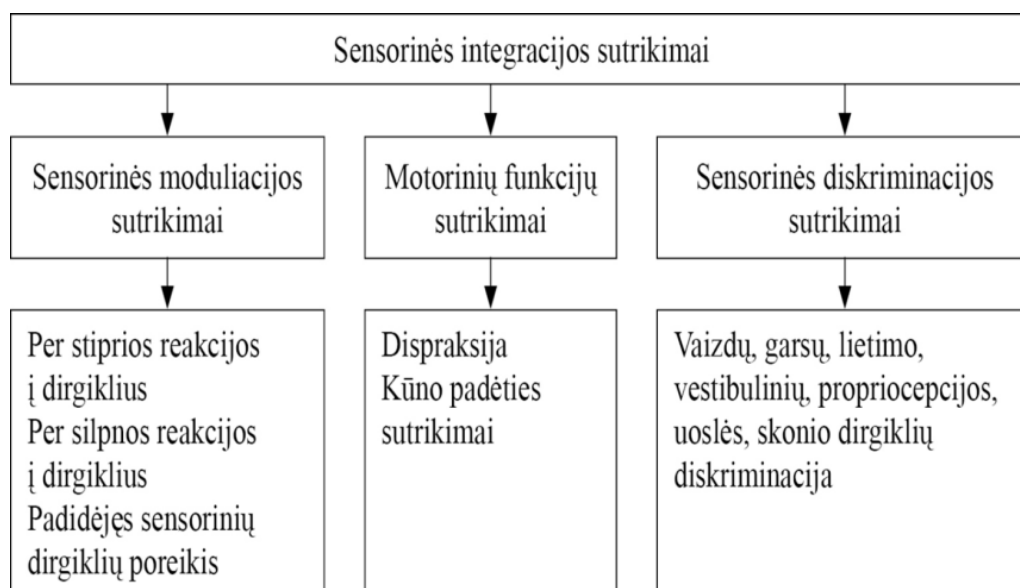 Sensorinės integracijos sutrikimai
Sensorinės moduliacijos
sutrikimai
Motorinių funkcijų
sutrikimai
Sensorinės diskriminacijos
sutrikimai
Per stiprios reakcijos
į dirgiklius
Per silpnos reakcijos
į dirgiklius
Padidėjęs sensorinių
dirgiklių poreikis
Dispraksija
Kūno padėties
sutrikimai
Vaizdų, garsų, lietimo,
vestibulinių, propriocepcijos,
uoslės, skonio dirgiklių
diskriminacija